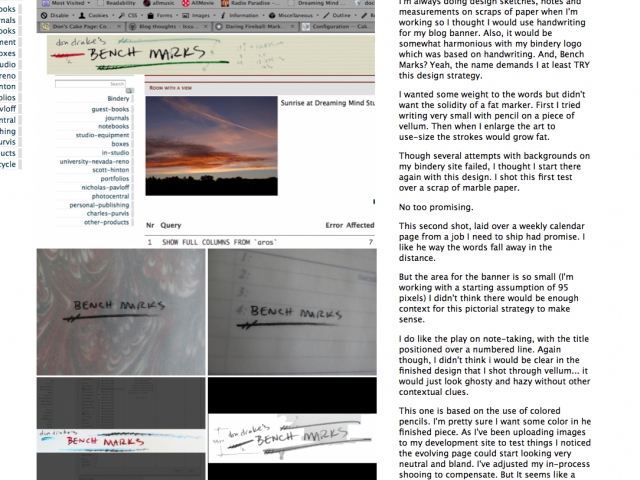 Most Visited
Readability
allmusic
AllMovie
Radio Paradise -...
Dreaming Mind...
Disable
Cookies
CSS
Forms
Images
Information
Miscellaneous
Outline
Don's Cake Page: Co...
Blog thoughts - Insu...
Daring Fireball: Mark...
Configuration - Cak...
don drake's
BENCH MARKS
Search
ROOM WITH A VIEW
Bindery
guest-books
journals
notebooks
studio-equipment
boxes
in-studio
university-nevada-reno
scott-hinton
portfolios
nicholas-pavloff
photocentral
personal-publishing
charles-purvis
other-products
Sunrise at Dreaming Mind Stu
Nr Query Error Affected
1 SHOW FULL COLUMNS FROM `aros` 7
BENCH MARKS
1:
2:
3:
4:
BENCH MARKS
don drake's
BENCH MARKS
don drake's
BENCH MARKS
ooks
urnals
ooks
ment
oxes
udio
reno
nton
olios
vloff
ntral
hing
urvis
ucts
cycle
I'm always doing design sketches, notes and
measurements on scraps of paper when I'm
working so I thought I would use handwriting
for my blog banner. Also, it would be
somewhat harmonious with my bindery logo
which was based on handwriting. And, Bench
Marks? Yeah, the name demands I at least TRY
this design strategy.
I wanted some weight to the words but didn't
want the solidity of a fat marker. First I tried
writing very small with pencil on a piece of
vellum. Then when I enlarge the art to
use-size the strokes would grow fat.
Though several attempts with backgrounds on
my bindery site failed, I thought I start there
again with this design. I shot this first test
over a scrap of marble paper.
No too promising.
This second shot, laid over a weekly calendar
page from a job I need to ship had promise. I
like he way the words fall away in the
distance.
But the area for the banner is so small (I'm
working with a starting assumption of 95
pixels) I didn't think there would be enough
context for this pictorial strategy to make
sense.
I do like the play on note-taking, with the title
positioned over a numbered line. Again
though, I didn't think i would be clear in the
finished design that I shot through vellum... it
would just look ghosty and hazy without other
contextual clues.
This one is based on the use of colored
pencils. I'm pretty sure I want some color in he
finished piece. As I've been uploading images
to my development site to test things I noticed
the evolving page could start looking very
neutral and bland. I've adjusted my in-process
shooing to compensate. But It seems like a